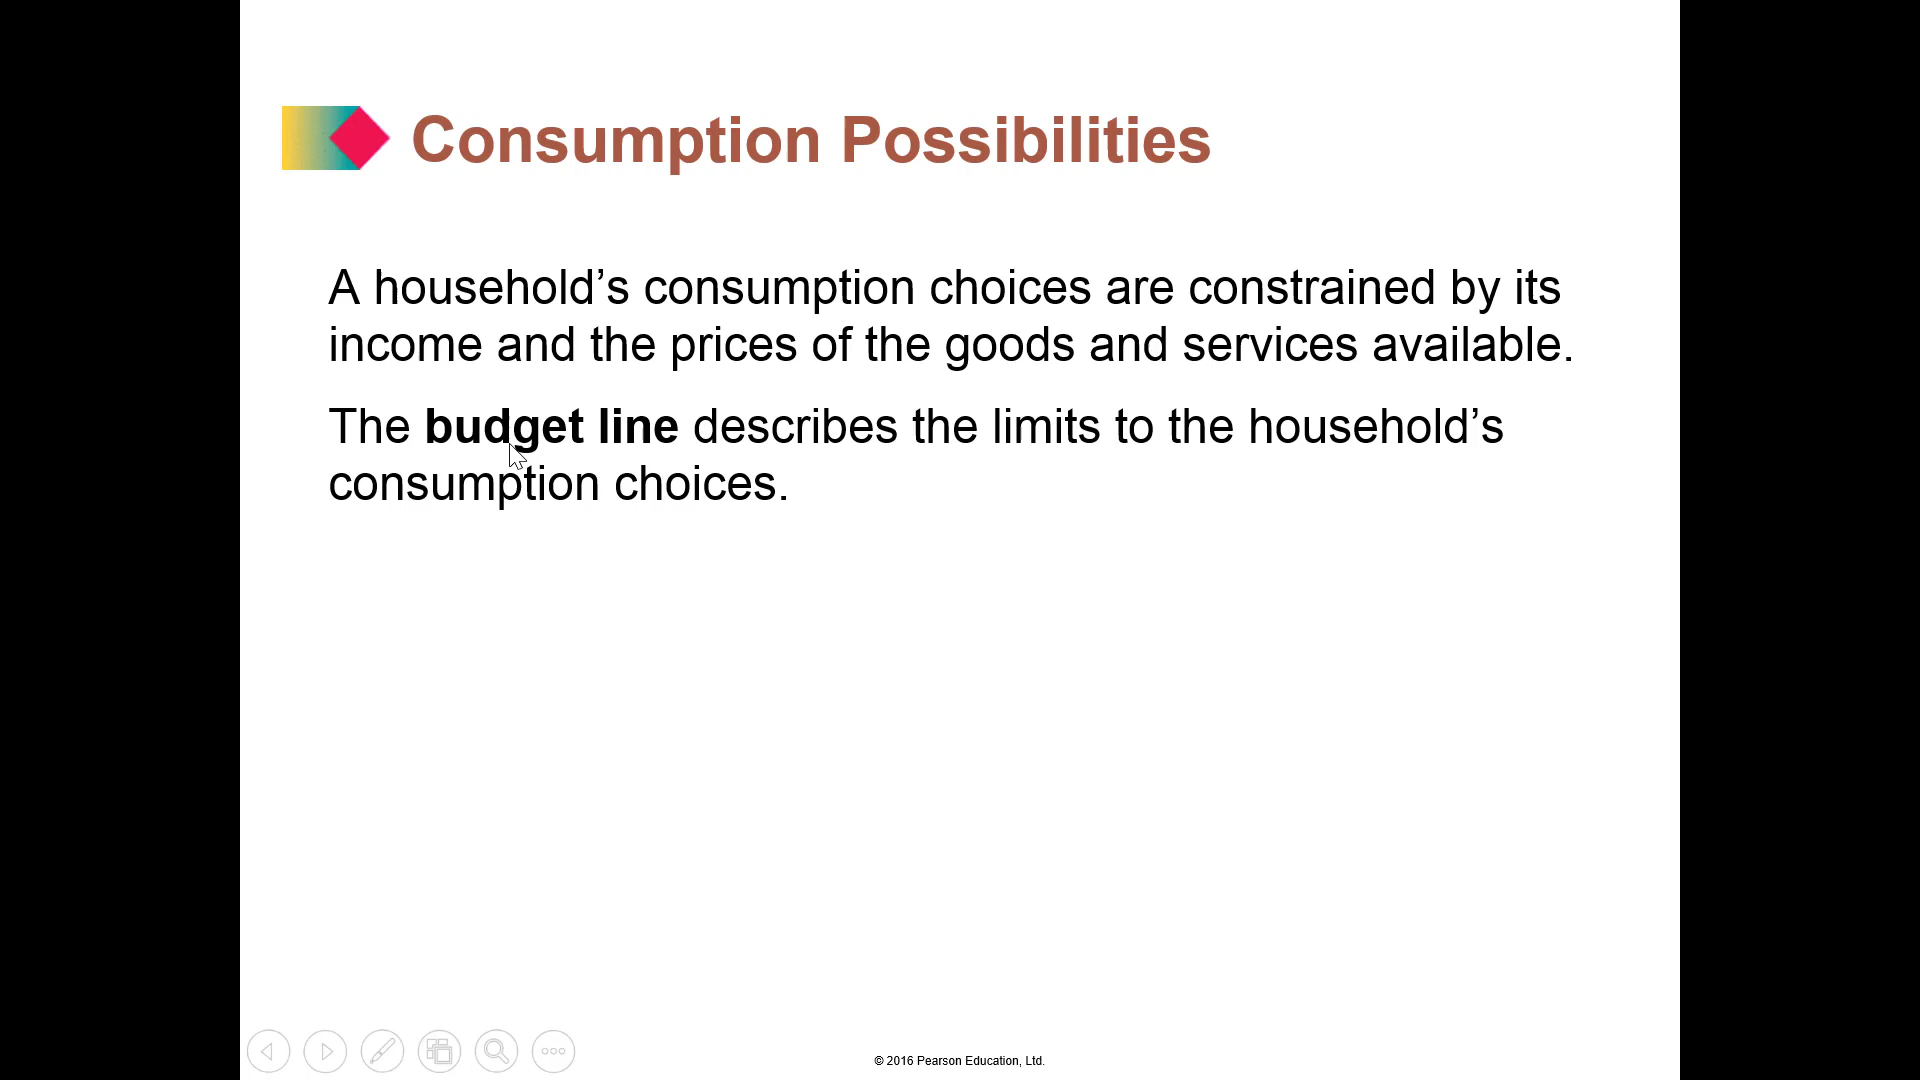 Consumption Possibilities
A household’s consumption choices are constrained by its
income and the prices of the goods and services available.
The budget line describes the limits to the household’s
consumption choices.
© 2016 Pearson Education, Ltd.